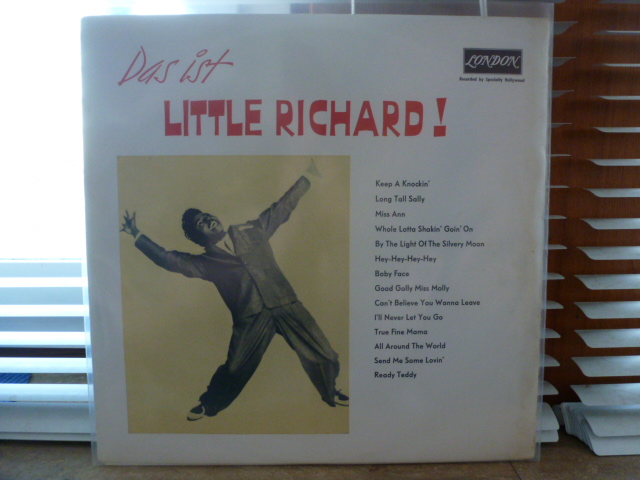 Das ist
LONDON
Recorded by Specialty Hollywood
LITTLE RICHARD!
Keep A Knockin'
Long Tall Sally
Miss Ann
Whole Lotta Shakin' Goin' On
By The Light Of The Silvery Moon
Hey-Hey-Hey-Hey
Baby Face
Good Golly Miss Molly
Can't Believe You Wanna Leave
I'll Never Let You Go
True Fine Mama
All Around The World
Send Me Some Lovin'
Ready Teddy